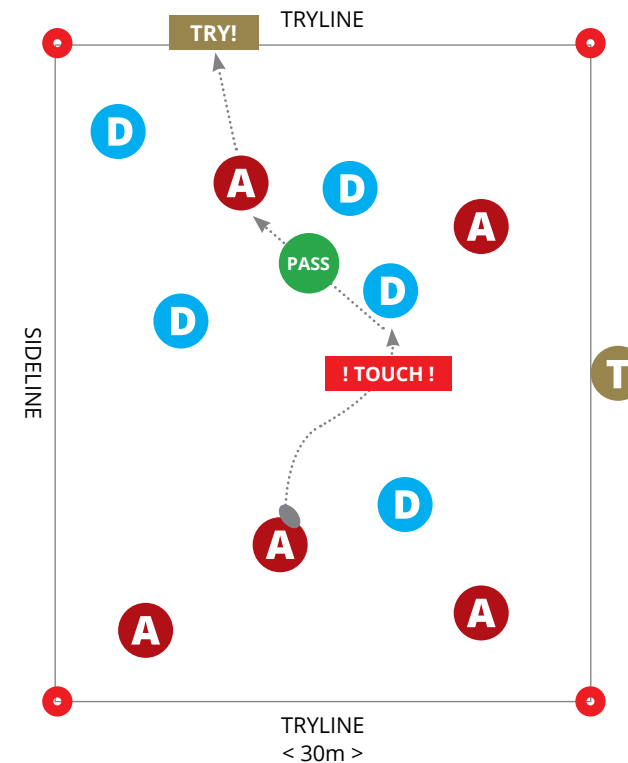 TRYLINE
TRY!
D
A
D
A
PASS
D
D
SIDELINE
! TOUCH !
T
D
A
A
A
TRYLINE
< 30m >